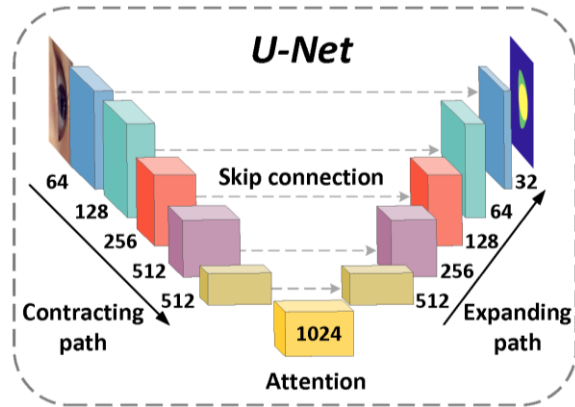 U-Net
Skip connection
64
128
256
512
512
1024
512
256
128
64
32
Contracting
path
Attention
Expanding
path